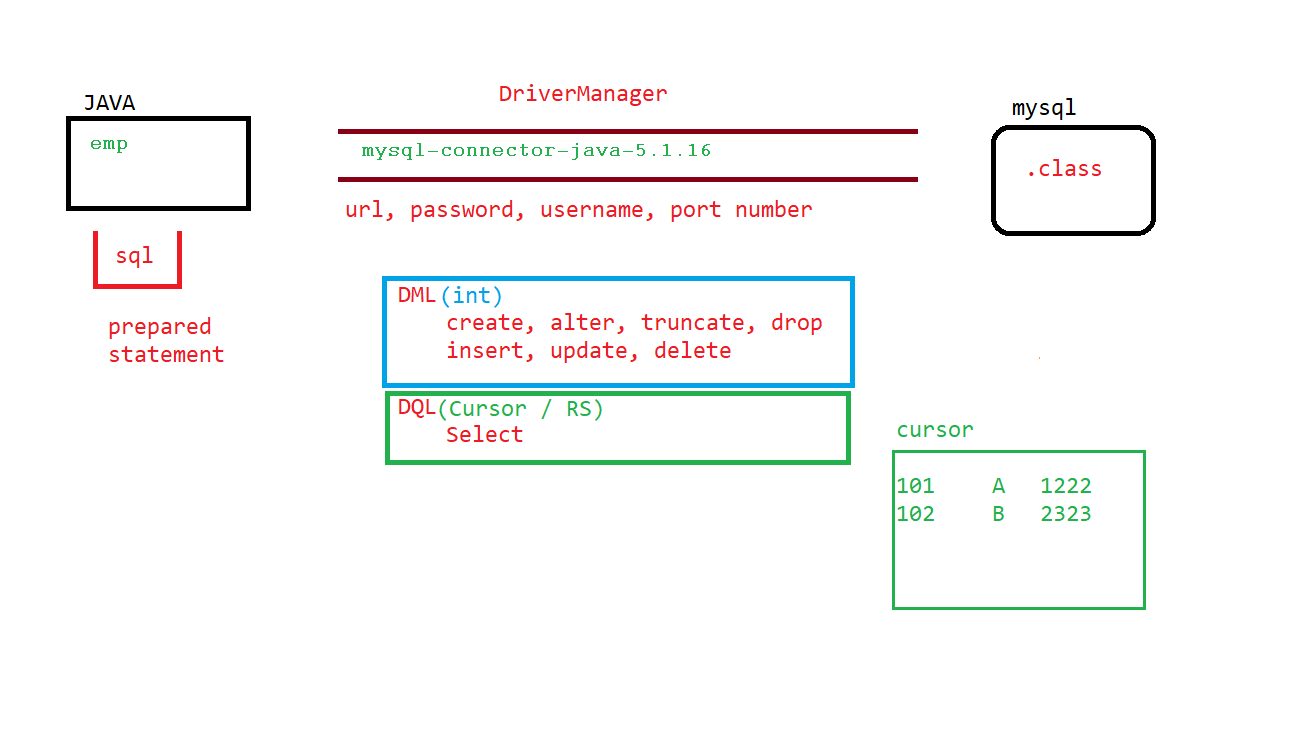 JAVA
emp
sql
prepared
statement
DriverManager
mysql-connector-java-5.1.16
url, password, username, port number
DML(int)
create, alter, truncate, drop
insert, update, delete
DQL(Cursor / RS)
Select
mysql
.class
cursor
101 A 1222
102 B 2323